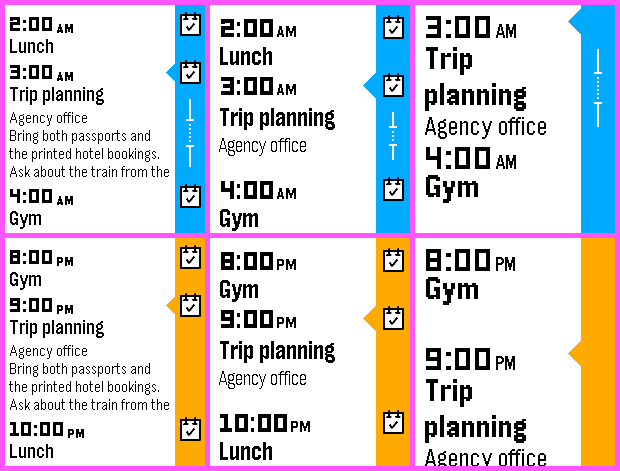 2:00 AM
Lunch
3:00 AM
Trip planning
Agency office
Bring both passports and
the printed hotel bookings.
Ask about the train from the
4:00 AM
Gym
2:00 AM
Lunch
3:00 AM
Trip planning
Agency office
4:00 AM
Gym
3:00 AM
Trip
planning
Agency office
4:00 AM
Gym
8:00 PM
Gym
9:00 PM
Trip planning
Agency office
Bring both passports and
the printed hotel bookings.
Ask about the train from the
10:00 PM
Lunch
8:00 PM
Gym
9:00 PM
Trip planning
Agency office
10:00 PM
Lunch
8:00 PM
Gym
9:00 PM
Trip
planning
Agency office